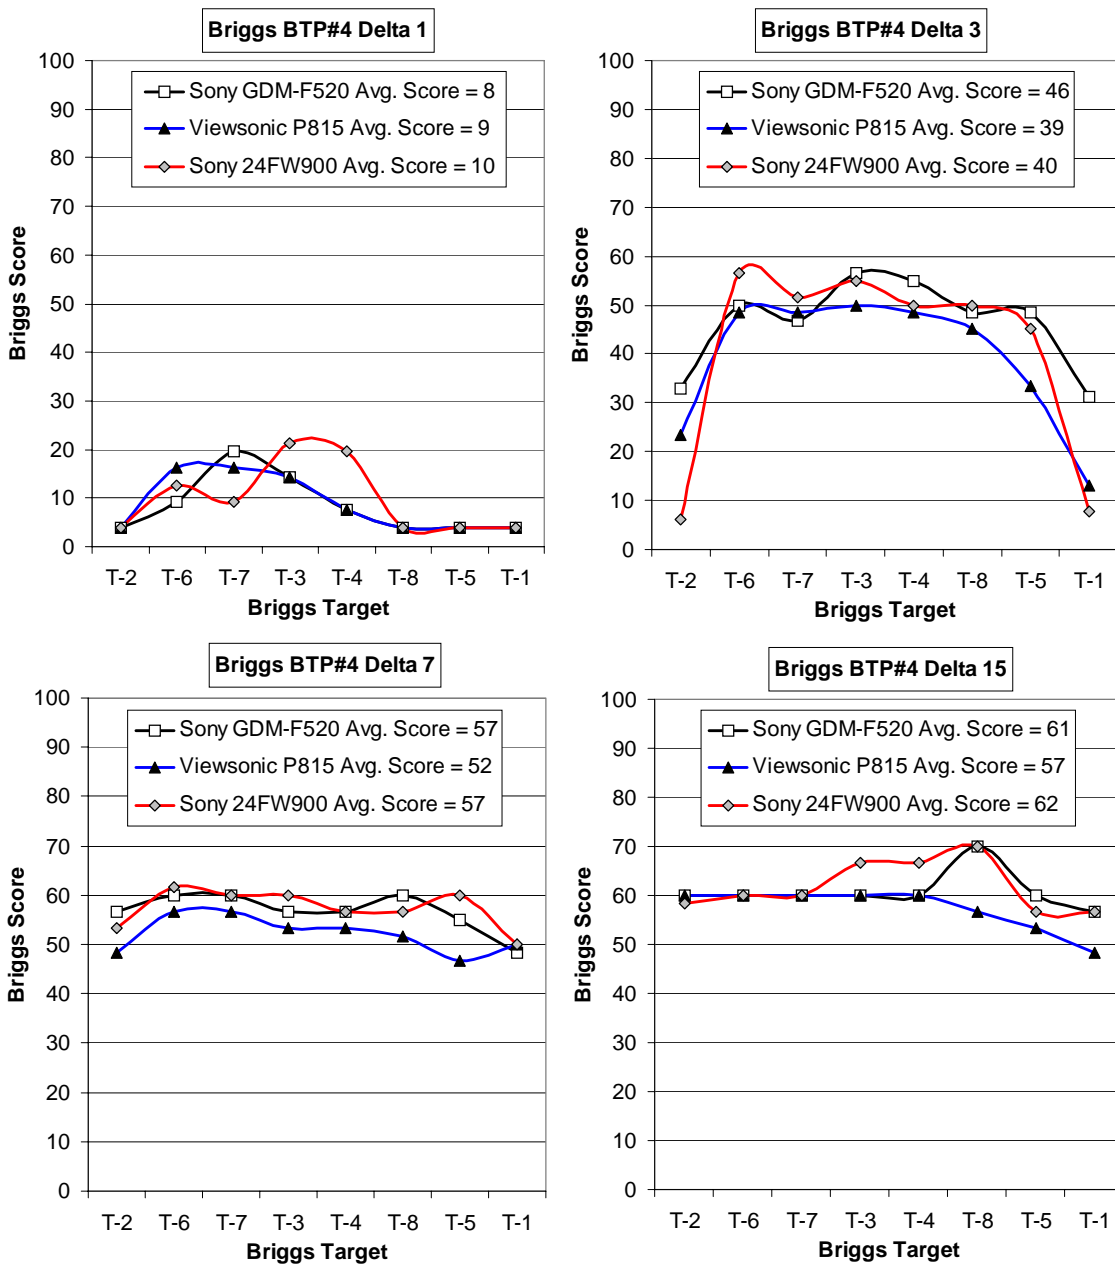 Briggs BTP#4 Delta 1
Sony GDM-F520 Avg. Score = 8
Viewsonic P815 Avg. Score = 9
Sony 24FW900 Avg. Score = 10
100
90
80
70
60
50
40
30
20
10
0
Briggs Score
T-2 T-6 T-7 T-3 T-4 T-8 T-5 T-1
Briggs Target
Briggs BTP#4 Delta 3
Sony GDM-F520 Avg. Score = 46
Viewsonic P815 Avg. Score = 39
Sony 24FW900 Avg. Score = 40
100
90
80
70
60
50
40
30
20
10
0
Briggs Score
T-2 T-6 T-7 T-3 T-4 T-8 T-5 T-1
Briggs Target
Briggs BTP#4 Delta 7
Sony GDM-F520 Avg. Score = 57
Viewsonic P815 Avg. Score = 52
Sony 24FW900 Avg. Score = 57
100
90
80
70
60
50
40
30
20
10
0
Briggs Score
T-2 T-6 T-7 T-3 T-4 T-8 T-5 T-1
Briggs Target
Briggs BTP#4 Delta 15
Sony GDM-F520 Avg. Score = 61
Viewsonic P815 Avg. Score = 57
Sony 24FW900 Avg. Score = 62
100
90
80
70
60
50
40
30
20
10
0
Briggs Score
T-2 T-6 T-7 T-3 T-4 T-8 T-5 T-1
Briggs Target